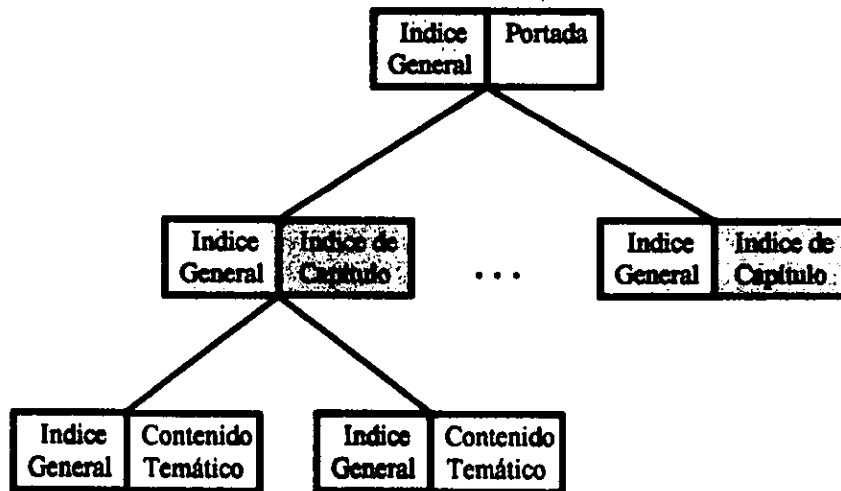 Indice General
Portada
Indice General
Indice de Capítulo
...
Indice General
Indice de Capítulo
Indice General
Contenido Temático
Indice General
Contenido Temático